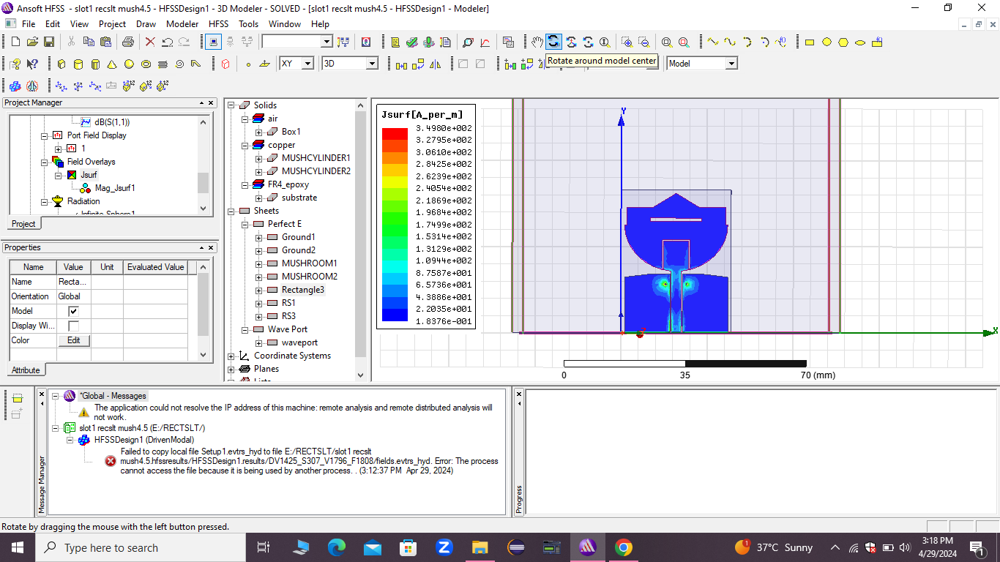 Ansoft HFSS - slot1 recslt mush4.5 - HFSSDesign1 - 3D Modeler - SOLVED - [slot1 recslt mush4.5 - HFSSDesign1 - Modeler]
File Edit View Project Draw Modeler HFSS Tools Window Help
Rotate around model center
XY 3D Model
Project Manager
dB(S(1,1))
Port Field Display
1
Field Overlays
Jsurf
Mag_Jsurf1
Radiation
Infinite Sphere1
Project
Properties
Name Value Unit Evaluated Value
Name Recta...
Orientation Global
Model
Display Wi...
Color Edit
Attribute
Solids
air
Box1
copper
MUSHCYLINDER1
MUSHCYLINDER2
FR4_epoxy
substrate
Sheets
Perfect E
Ground1
Ground2
MUSHROOM1
MUSHROOM2
Rectangle3
RS1
RS3
Wave Port
waveport
Coordinate Systems
Planes
Lists
Jsurf[A_per_m]
3.4980e+002
3.2795e+002
3.0610e+002
2.8425e+002
2.6239e+002
2.4054e+002
2.1869e+002
1.9684e+002
1.7499e+002
1.5314e+002
1.3129e+002
1.0944e+002
8.7587e+001
6.5736e+001
4.3886e+001
2.2035e+001
1.8376e-001
Y
X
0 35 70 (mm)
*Global - Messages
The application could not resolve the IP address of this machine: remote analysis and remote distributed analysis will
not work.
slot1 recslt mush4.5 (E:/RECTSLT/)
HFSSDesign1 (DrivenModal)
Failed to copy local file Setup1.evtrs_hyd to file E:/RECTSLT/slot1 recslt
mush4.5.hfssresults/HFSSDesign1.results/DV1425_S307_V1796_F1808/fields.evtrs_hyd. Error: The process
cannot access the file because it is being used by another process. . (3:12:37 PM Apr 29, 2024)
Message Manager
Progress
Rotate by dragging the mouse with the left button pressed.
Type here to search
37°C Sunny
3:18 PM
4/29/2024
1